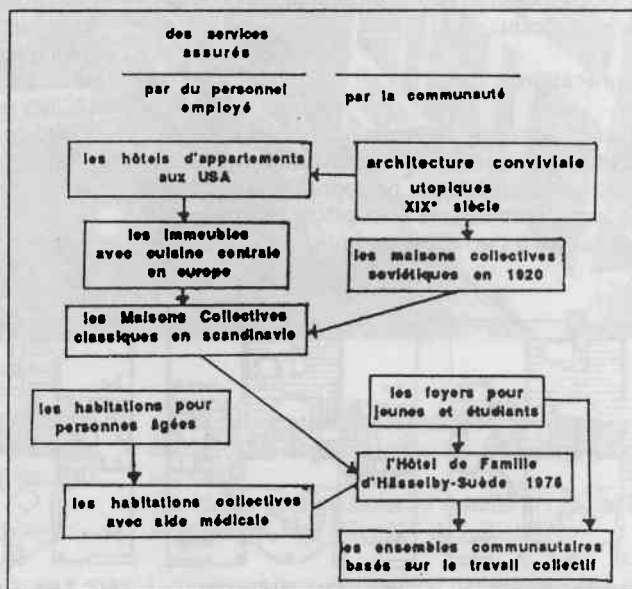 des services
assurés
par du personnel
employé
par la communauté
les hôtels d'appartements
aux USA
architecture conviviale
utopiques
XIXᵉ siècle
les immeubles
avec cuisine centrale
en europe
les maisons collectives
soviétiques en 1920
les Maisons Collectives
classiques en scandinavie
les habitations pour
personnes âgées
les foyers pour
jeunes et étudiants
l'Hôtel de Famille
d'Hässelby-Suède 1976
les habitations collectives
avec aide médicale
les ensembles communautaires
basés sur le travail collectif